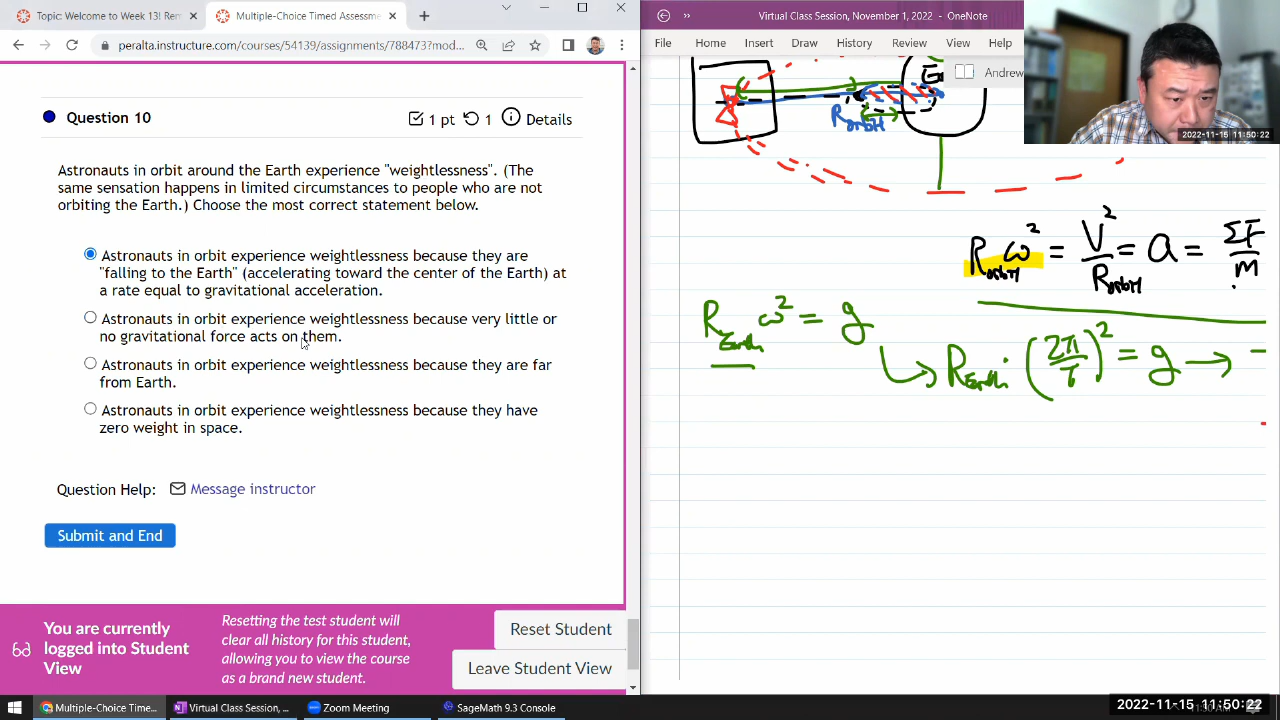 Topic: Welcome to Week 13! Rem
Multiple-Choice Timed Assessme
peralta.instructure.com/courses/54139/assignments/788473?mod...
Question 10
1 pt 1 Details
Astronauts in orbit around the Earth experience "weightlessness". (The
same sensation happens in limited circumstances to people who are not
orbiting the Earth.) Choose the most correct statement below.
Astronauts in orbit experience weightlessness because they are
"falling to the Earth" (accelerating toward the center of the Earth) at
a rate equal to gravitational acceleration.
Astronauts in orbit experience weightlessness because very little or
no gravitational force acts on them.
Astronauts in orbit experience weightlessness because they are far
from Earth.
Astronauts in orbit experience weightlessness because they have
zero weight in space.
Question Help: Message instructor
Submit and End
You are currently
logged into Student
View
Resetting the test student will
clear all history for this student,
allowing you to view the course
as a brand new student.
Reset Student
Leave Student View
Virtual Class Session, November 1, 2022 - OneNote
File Home Insert Draw History Review View Help
Andrew
R orbit
R orbit ω² = V²/R orbit = a = ΣF/m
R Earth ω² = g
R Earth · (2π/T)² = g →
2022-11-15 11:50:22
Multiple-Choice Time...
Virtual Class Session, ...
Zoom Meeting
SageMath 9.3 Console
2022-11-15 11:50:22